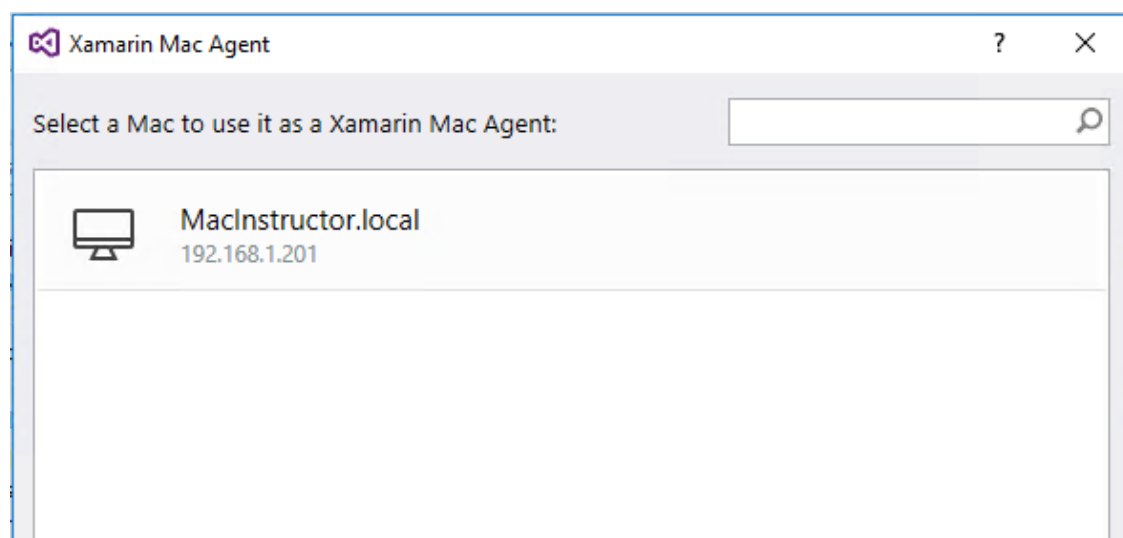 Xamarin Mac Agent ?
Select a Mac to use it as a Xamarin Mac Agent:
MacInstructor.local
192.168.1.201